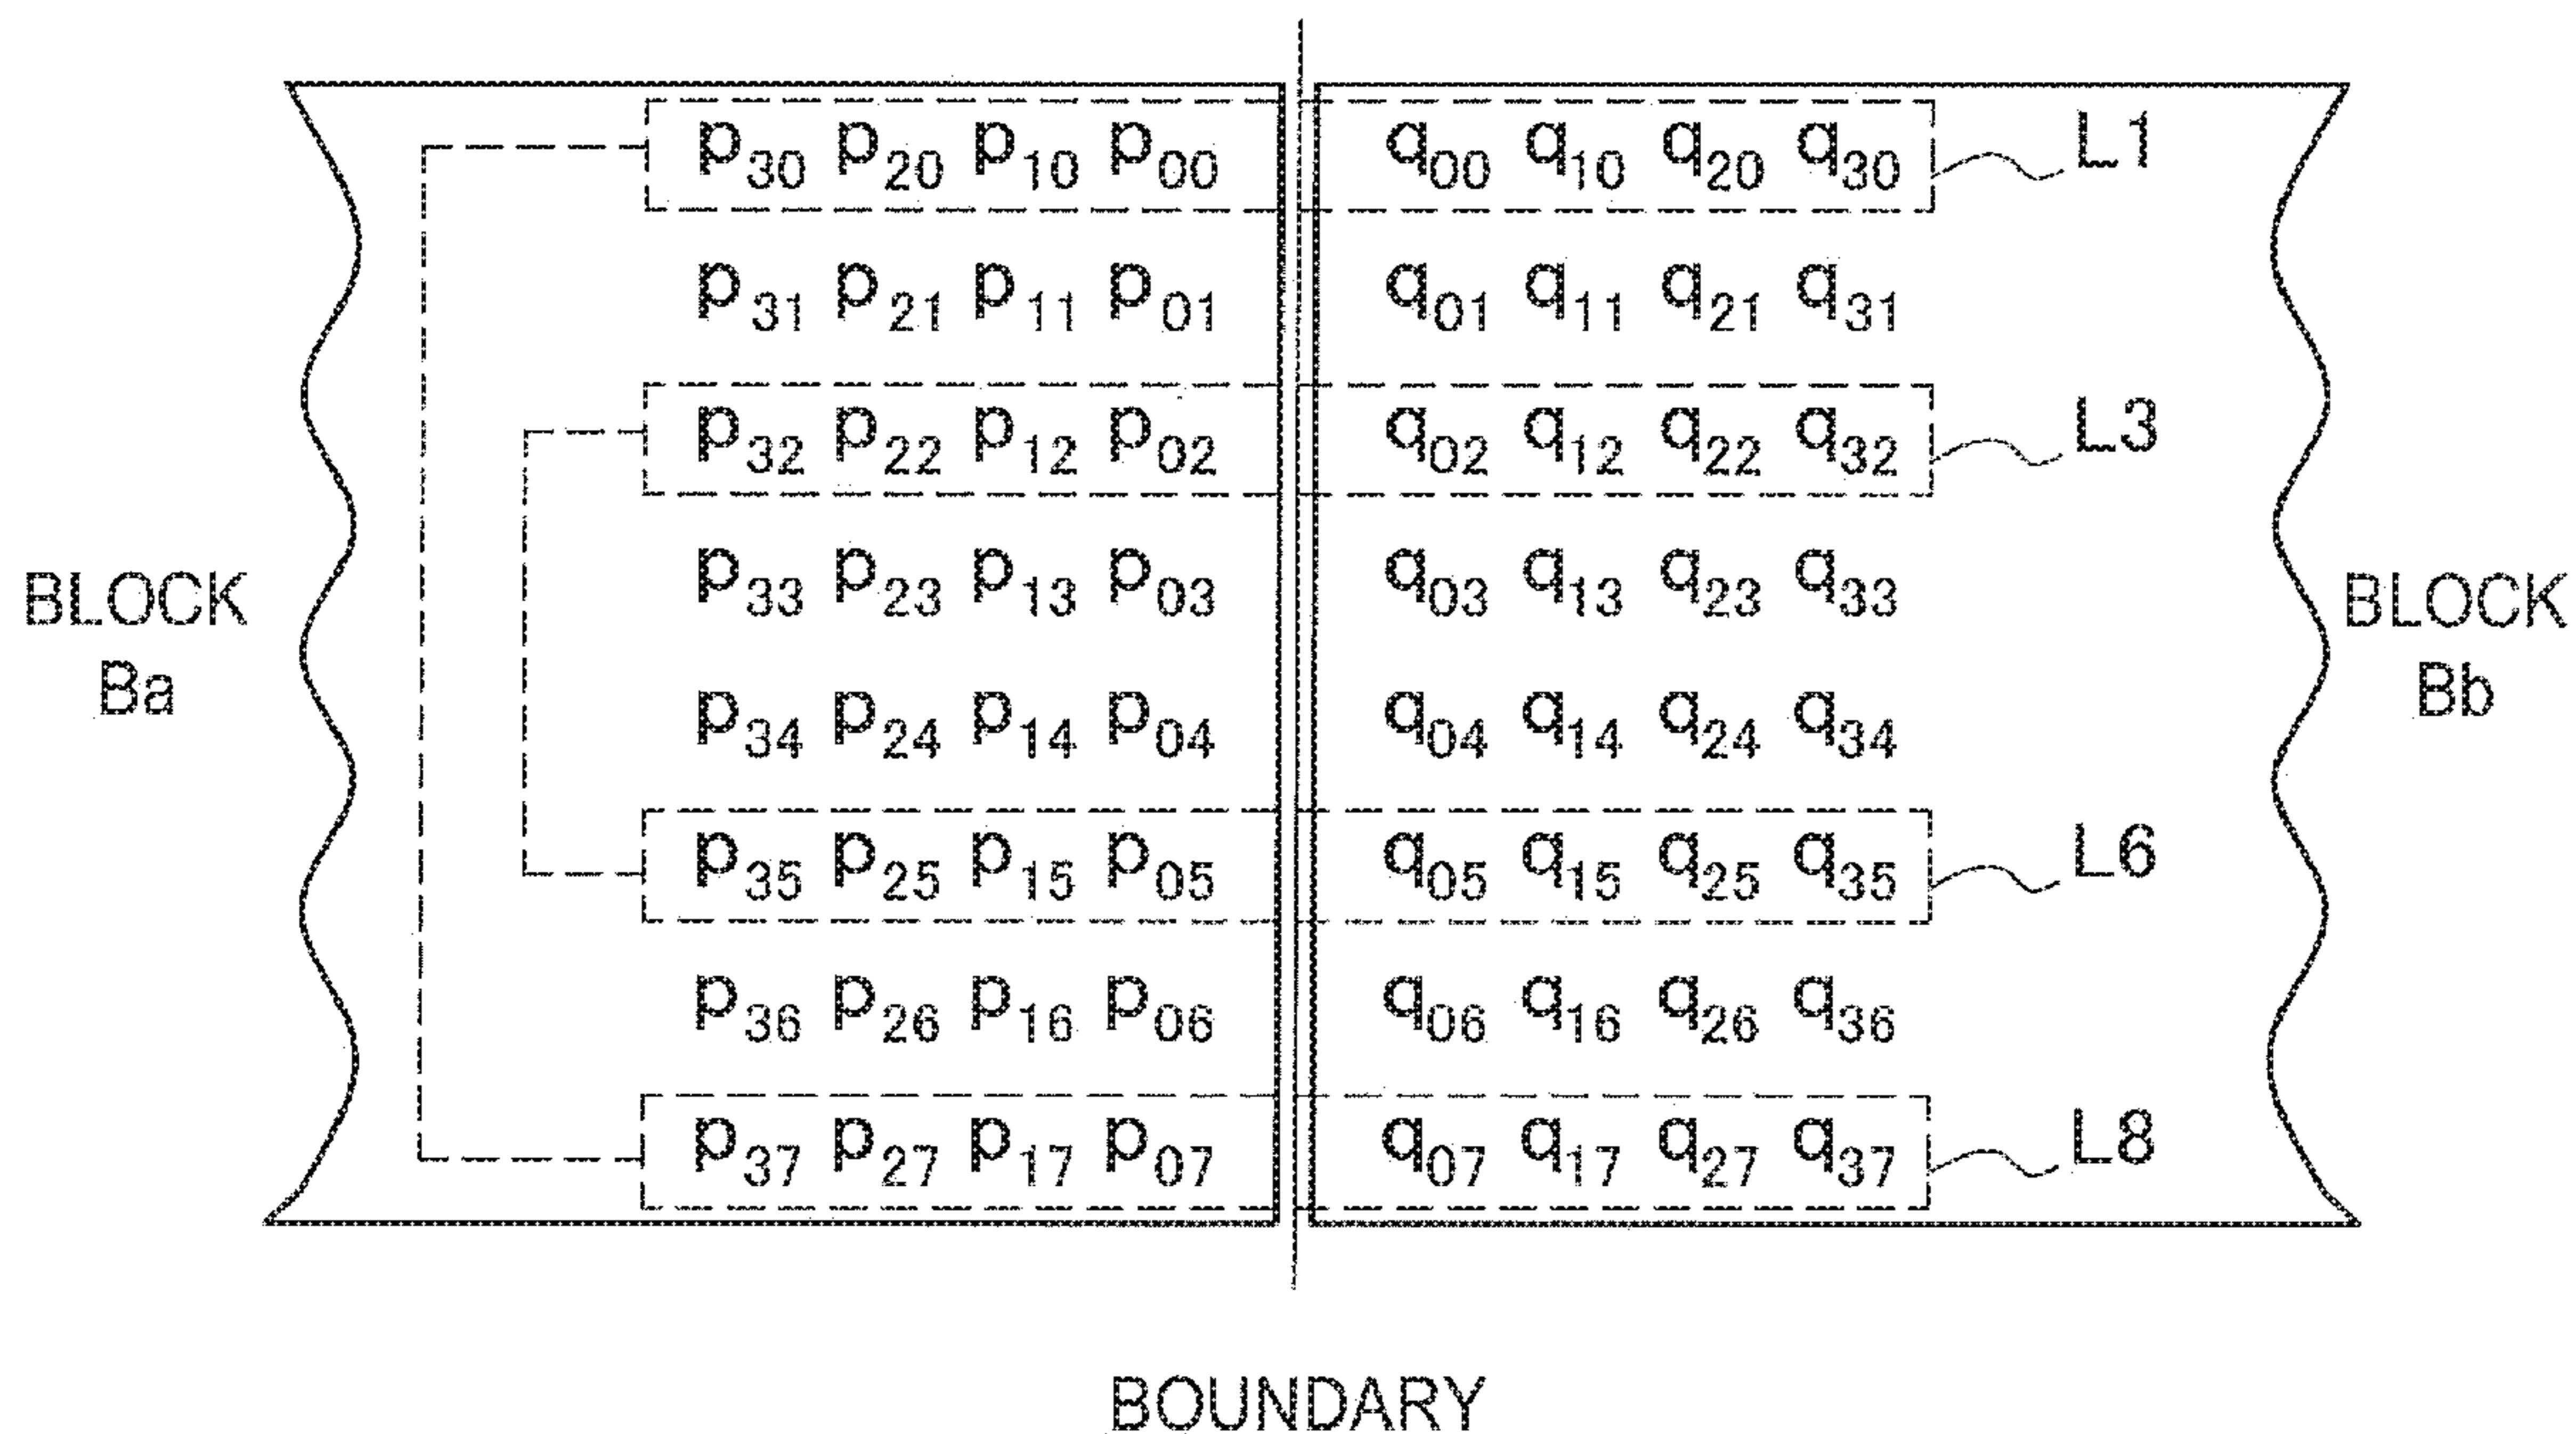 p30 p20 p10 p00 q00 q10 q20 q30 L1
p31 p21 p11 p01 q01 q11 q21 q31
p32 p22 p12 p02 q02 q12 q22 q32 L3
p33 p23 p13 p03 q03 q13 q23 q33
BLOCK Ba
BLOCK Bb
p34 p24 p14 p04 q04 q14 q24 q34
p35 p25 p15 p05 q05 q15 q25 q35 L6
p36 p26 p16 p06 q06 q16 q26 q36
p37 p27 p17 p07 q07 q17 q27 q37 L8
BOUNDARY